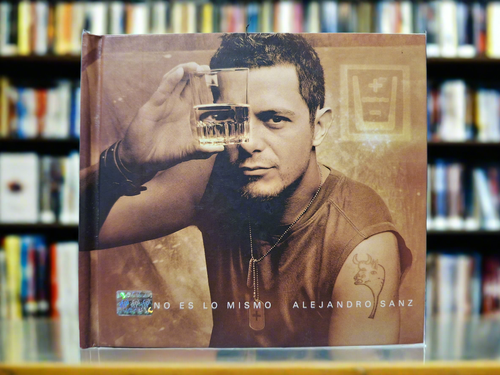 NO ES LO MISMO ALEJANDRO SANZ